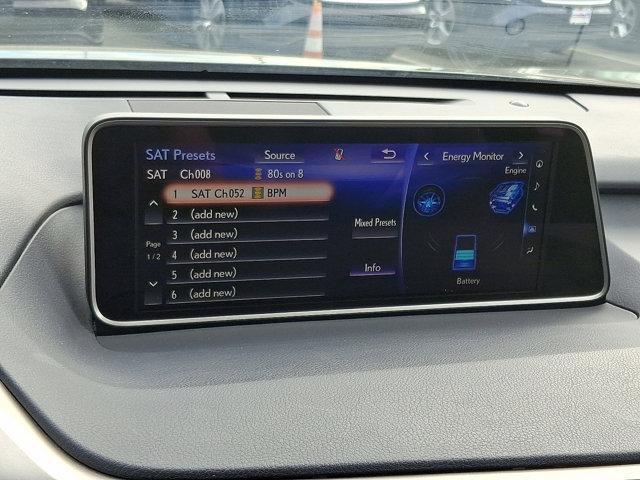 SAT Presets Source Energy Monitor
SAT Ch008 80s on 8 Engine
1 SAT Ch052 BPM
2 (add new)
3 (add new) Mixed Presets
Page
1/2
4 (add new)
5 (add new) Info
6 (add new) Battery